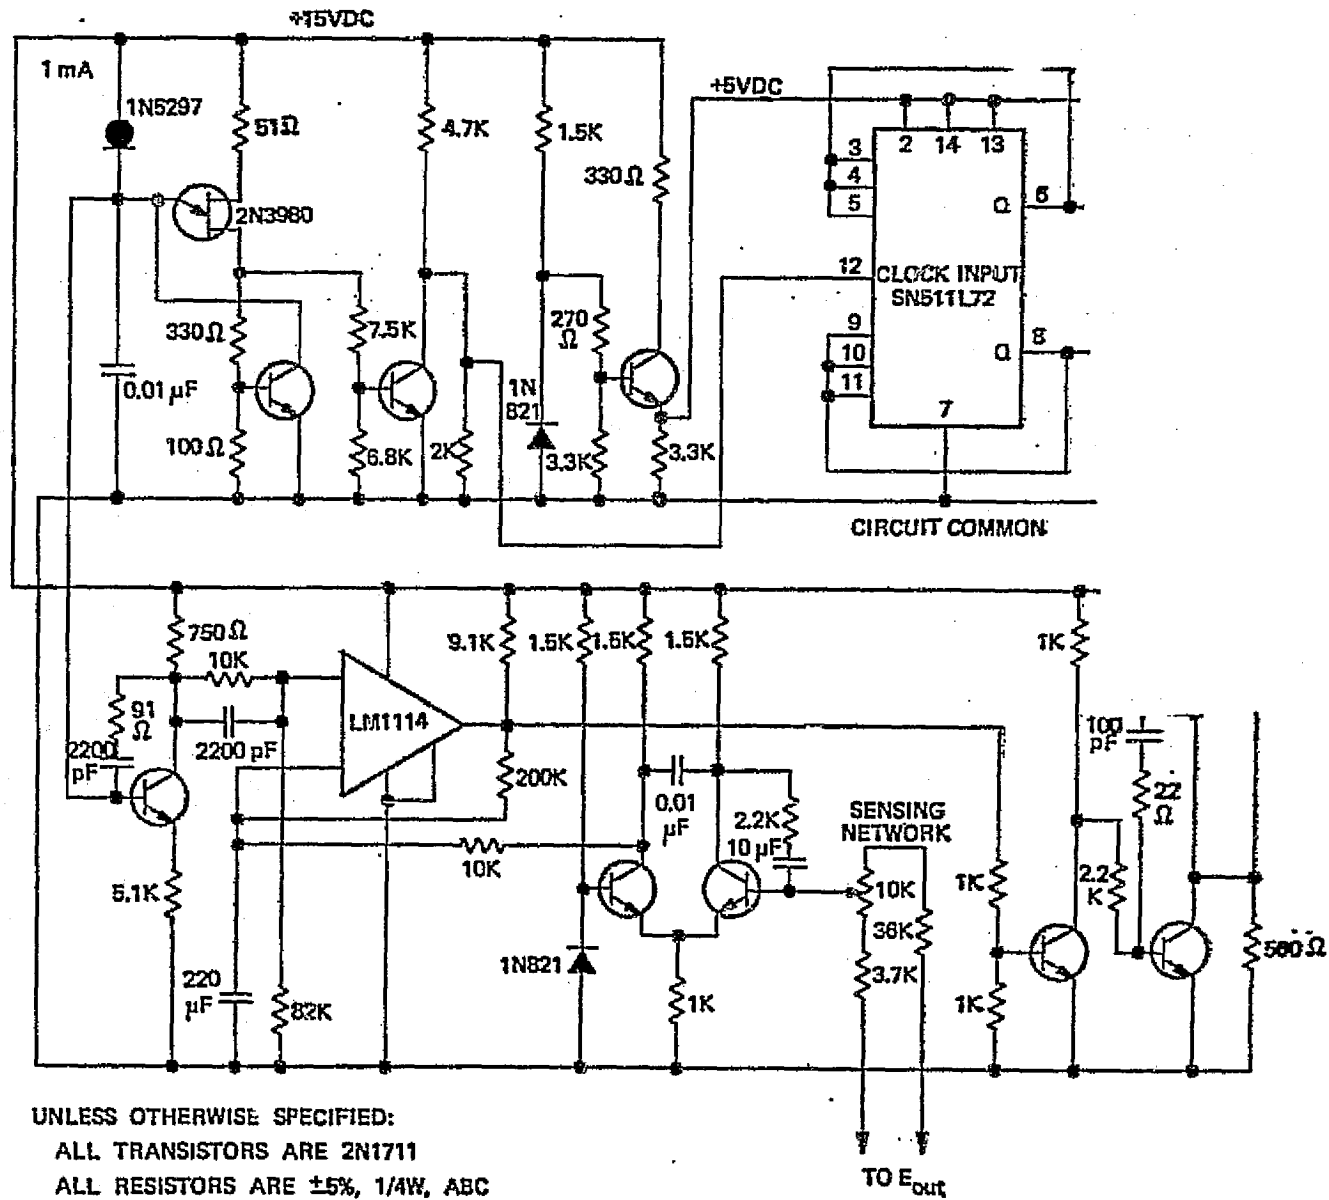 +15VDC
1 mA
1N5297
51Ω
4.7K
1.5K
330Ω
+5VDC
2N3980
3
4
5
2
14
13
Q
6
12
CLOCK INPUT
SN511L72
9
10
11
Q
8
7
330Ω
7.5K
270
Ω
0.01 µF
1N
821
100Ω
6.8K
2K
3.3K
3.3K
CIRCUIT COMMON
750Ω
10K
91
Ω
2200
pF
2200 pF
LM1114
9.1K
1.5K
1.5K
1.5K
200K
0.01
µF
2.2K
10 µF
SENSING
NETWORK
10K
36K
3.7K
1K
100
pF
22
Ω
2.2
K
1K
1K
560 Ω
5.1K
10K
220
µF
82K
1N821
1K
UNLESS OTHERWISE SPECIFIED:
ALL TRANSISTORS ARE 2N1711
ALL RESISTORS ARE ±5%, 1/4W, ABC
TO Eout